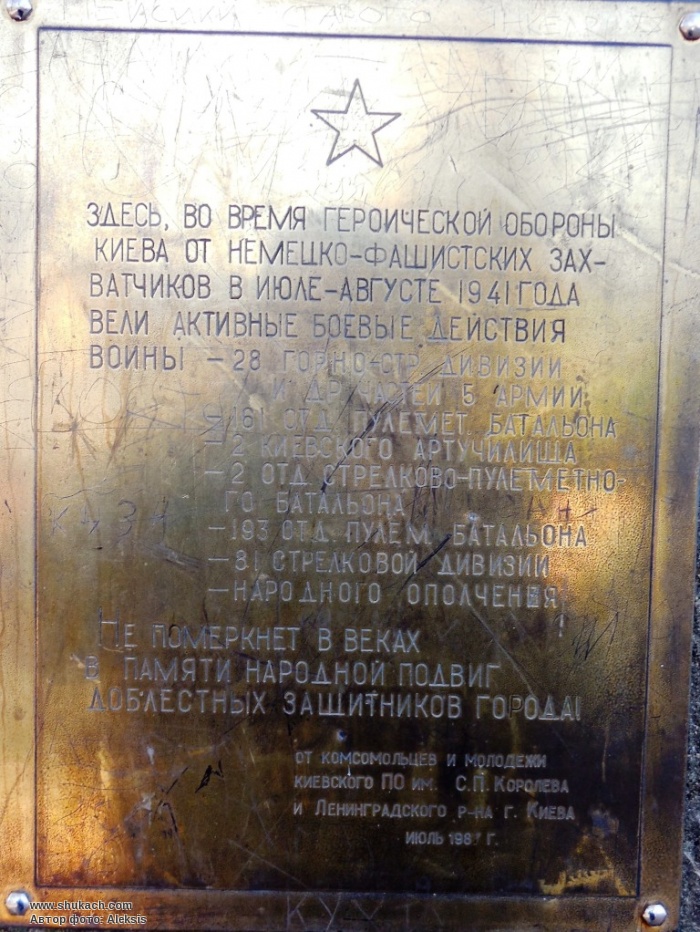 ЗДЕСЬ, ВО ВРЕМЯ ГЕРОИЧЕСКОЙ ОБОРОНЫ
КИЕВА ОТ НЕМЕЦКО-ФАШИСТСКИХ ЗАХ-
ВАТЧИКОВ В ИЮЛЕ-АВГУСТЕ 1941 ГОДА
ВЕЛИ АКТИВНЫЕ БОЕВЫЕ ДЕЙСТВИЯ
ВОИНЫ - 28 ГОРНО-СТР. ДИВИЗИИ
И ДР. ЧАСТЕЙ 5 АРМИИ
- 161 ОТД. ПУЛЕМЕТ. БАТАЛЬОНА
- 2 КИЕВСКОГО АРТУЧИЛИЩА
- 2 ОТД. СТРЕЛКОВО-ПУЛЕМЕТНО-
ГО БАТАЛЬОНА
- 193 ОТД. ПУЛЕМ. БАТАЛЬОНА
- 81 СТРЕЛКОВОЙ ДИВИЗИИ
- НАРОДНОГО ОПОЛЧЕНИЯ
НЕ ПОМЕРКНЕТ В ВЕКАХ
В ПАМЯТИ НАРОДНОЙ ПОДВИГ
ДОБЛЕСТНЫХ ЗАЩИТНИКОВ ГОРОДА!
ОТ КОМСОМОЛЬЦЕВ И МОЛОДЕЖИ
КИЕВСКОГО ПО ИМ. С.П. КОРОЛЕВА
И ЛЕНИНГРАДСКОГО Р-НА Г. КИЕВА
ИЮЛЬ Г.
www.shukach.com
Автор фото: Aleksis